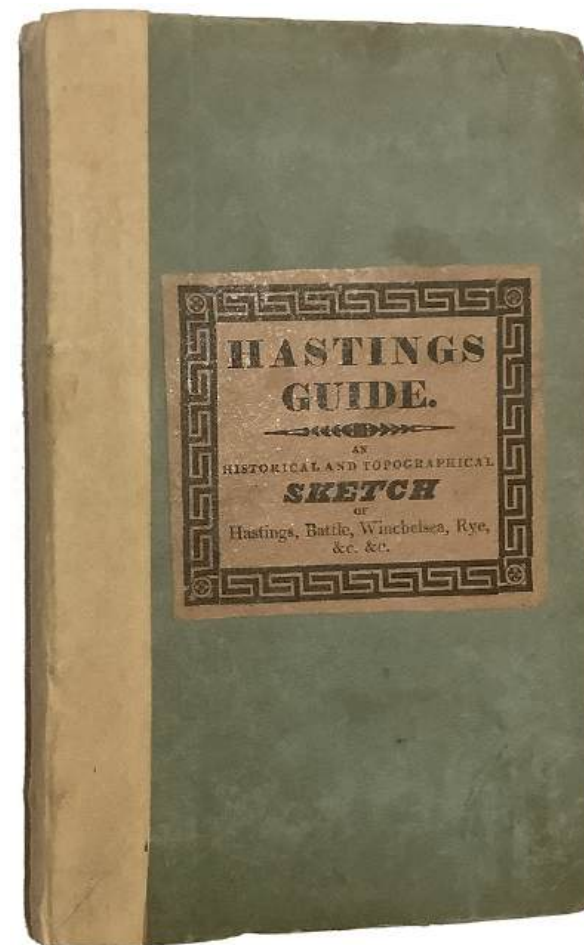 HASTINGS
GUIDE.
AN
HISTORICAL AND TOPOGRAPHICAL
SKETCH
OF
Hastings, Battle, Winchelsea, Rye,
&c. &c.